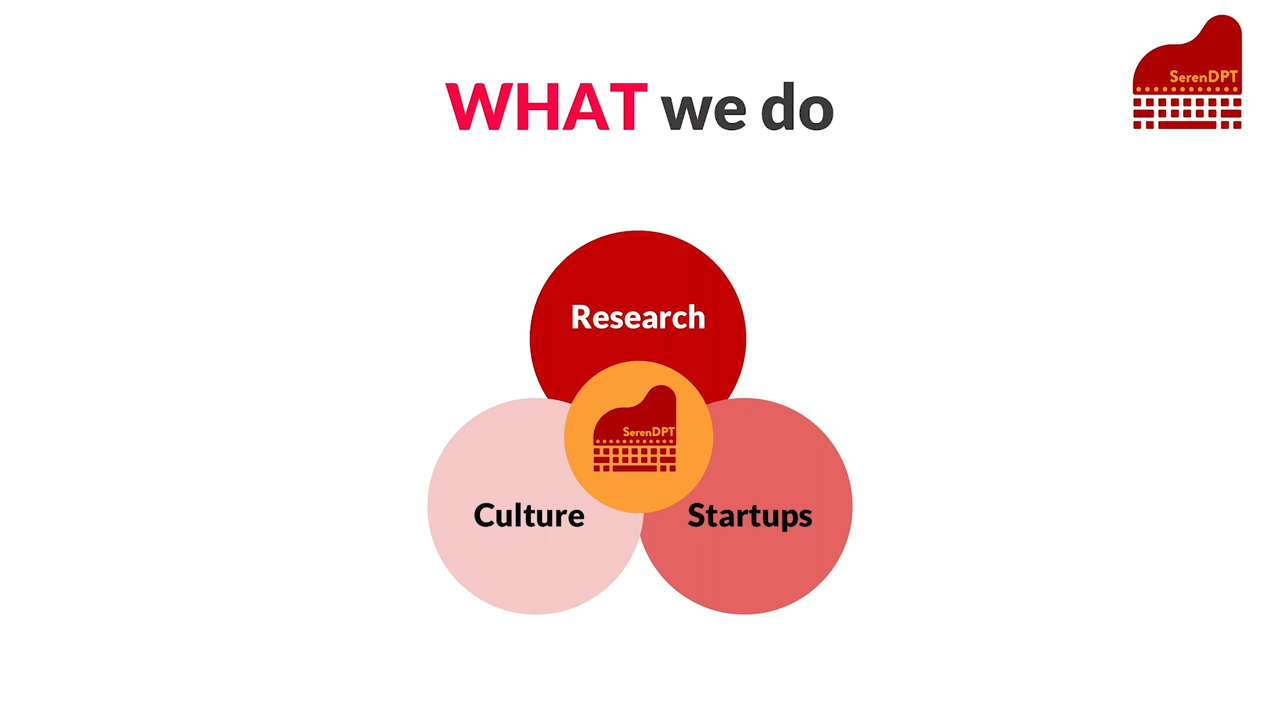 SerenDPT
WHAT we do
Research
SerenDPT
Culture
Startups